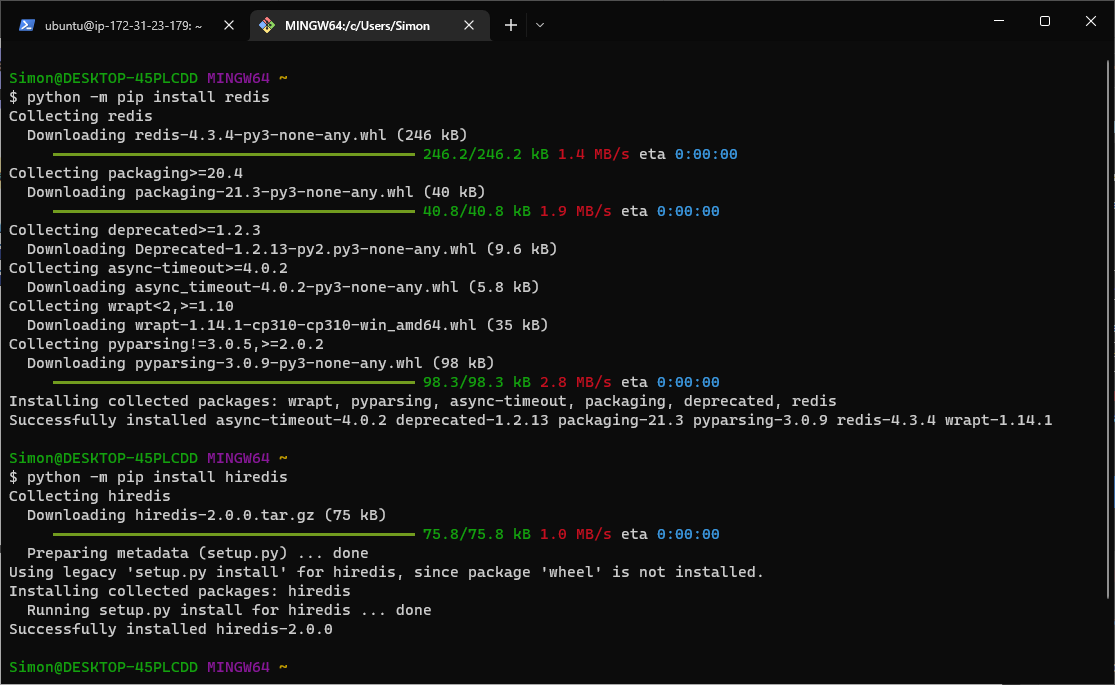 ubuntu@ip-172-31-23-179: ~
MINGW64:/c/Users/Simon
Simon@DESKTOP-45PLCDD MINGW64 ~
$ python -m pip install redis
Collecting redis
  Downloading redis-4.3.4-py3-none-any.whl (246 kB)
246.2/246.2 kB 1.4 MB/s eta 0:00:00
Collecting packaging>=20.4
  Downloading packaging-21.3-py3-none-any.whl (40 kB)
40.8/40.8 kB 1.9 MB/s eta 0:00:00
Collecting deprecated>=1.2.3
  Downloading Deprecated-1.2.13-py2.py3-none-any.whl (9.6 kB)
Collecting async-timeout>=4.0.2
  Downloading async_timeout-4.0.2-py3-none-any.whl (5.8 kB)
Collecting wrapt<2,>=1.10
  Downloading wrapt-1.14.1-cp310-cp310-win_amd64.whl (35 kB)
Collecting pyparsing!=3.0.5,>=2.0.2
  Downloading pyparsing-3.0.9-py3-none-any.whl (98 kB)
98.3/98.3 kB 2.8 MB/s eta 0:00:00
Installing collected packages: wrapt, pyparsing, async-timeout, packaging, deprecated, redis
Successfully installed async-timeout-4.0.2 deprecated-1.2.13 packaging-21.3 pyparsing-3.0.9 redis-4.3.4 wrapt-1.14.1
Simon@DESKTOP-45PLCDD MINGW64 ~
$ python -m pip install hiredis
Collecting hiredis
  Downloading hiredis-2.0.0.tar.gz (75 kB)
75.8/75.8 kB 1.0 MB/s eta 0:00:00
  Preparing metadata (setup.py) ... done
Using legacy 'setup.py install' for hiredis, since package 'wheel' is not installed.
Installing collected packages: hiredis
  Running setup.py install for hiredis ... done
Successfully installed hiredis-2.0.0
Simon@DESKTOP-45PLCDD MINGW64 ~